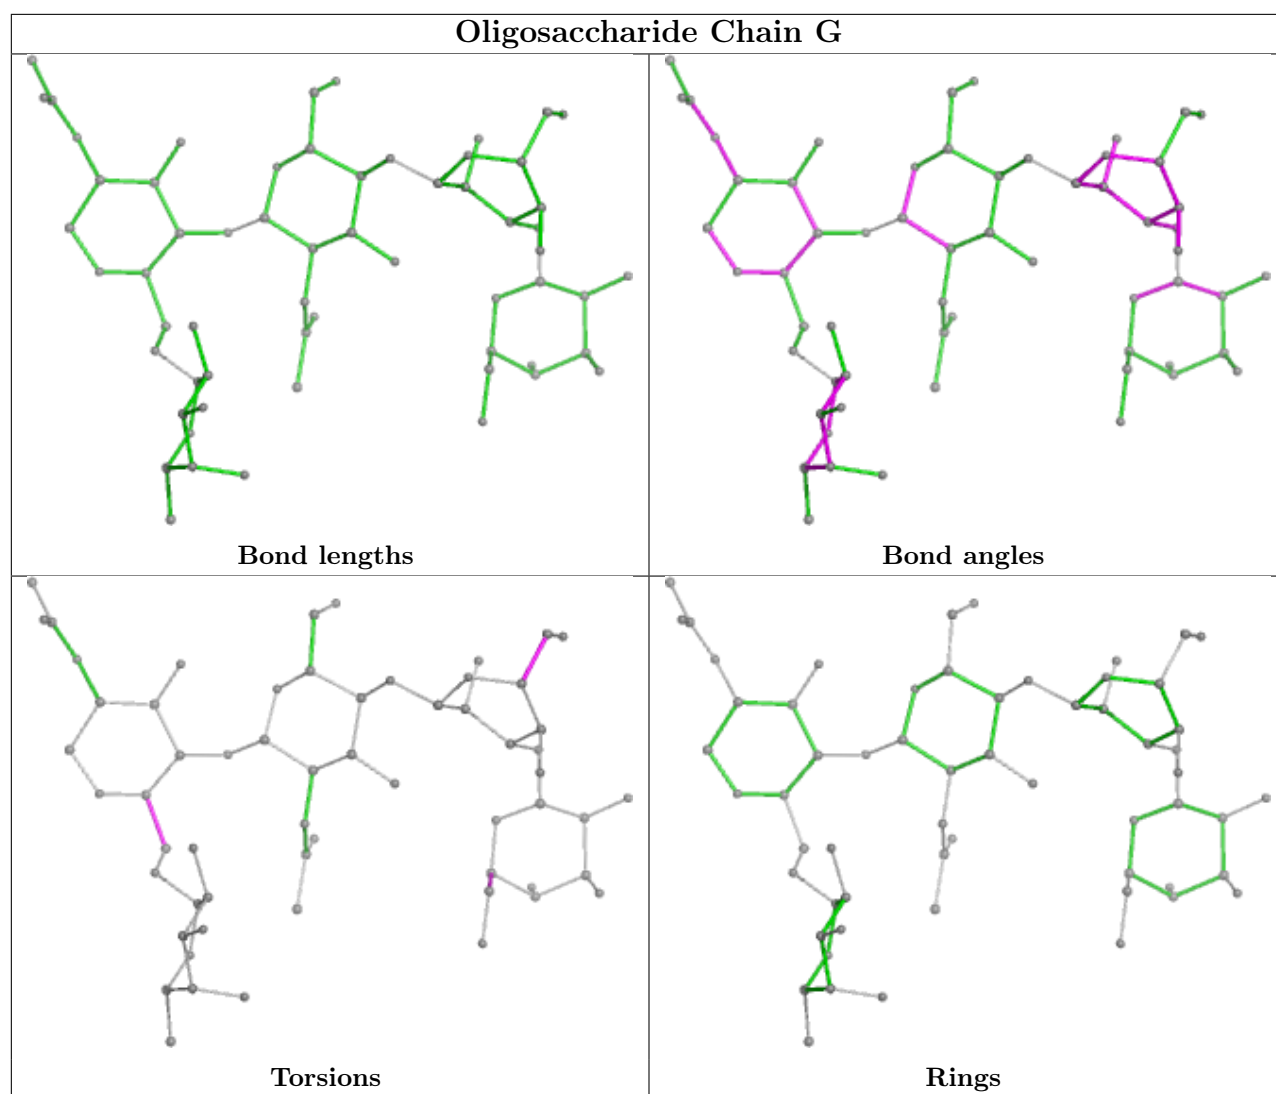 Oligosaccharide Chain G
Bond lengths
Bond angles
Torsions
Rings